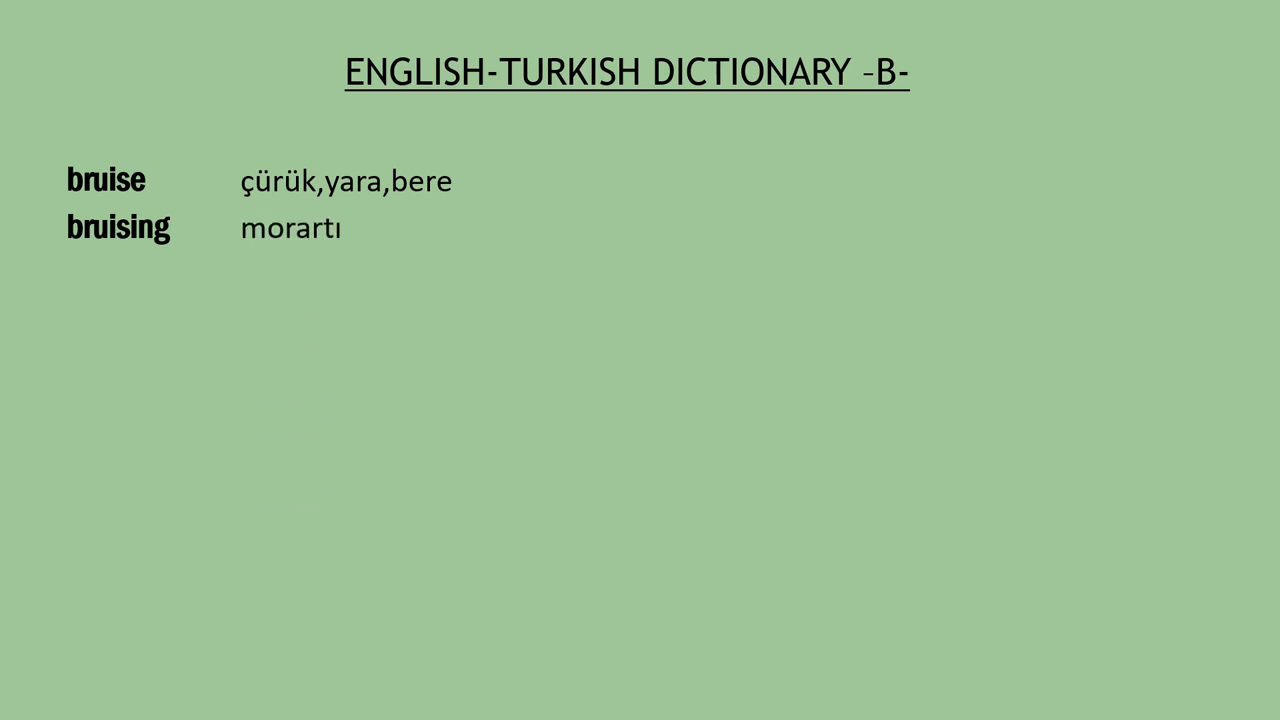 ENGLISH-TURKISH DICTIONARY –B-
bruise çürük,yara,bere
bruising morartı